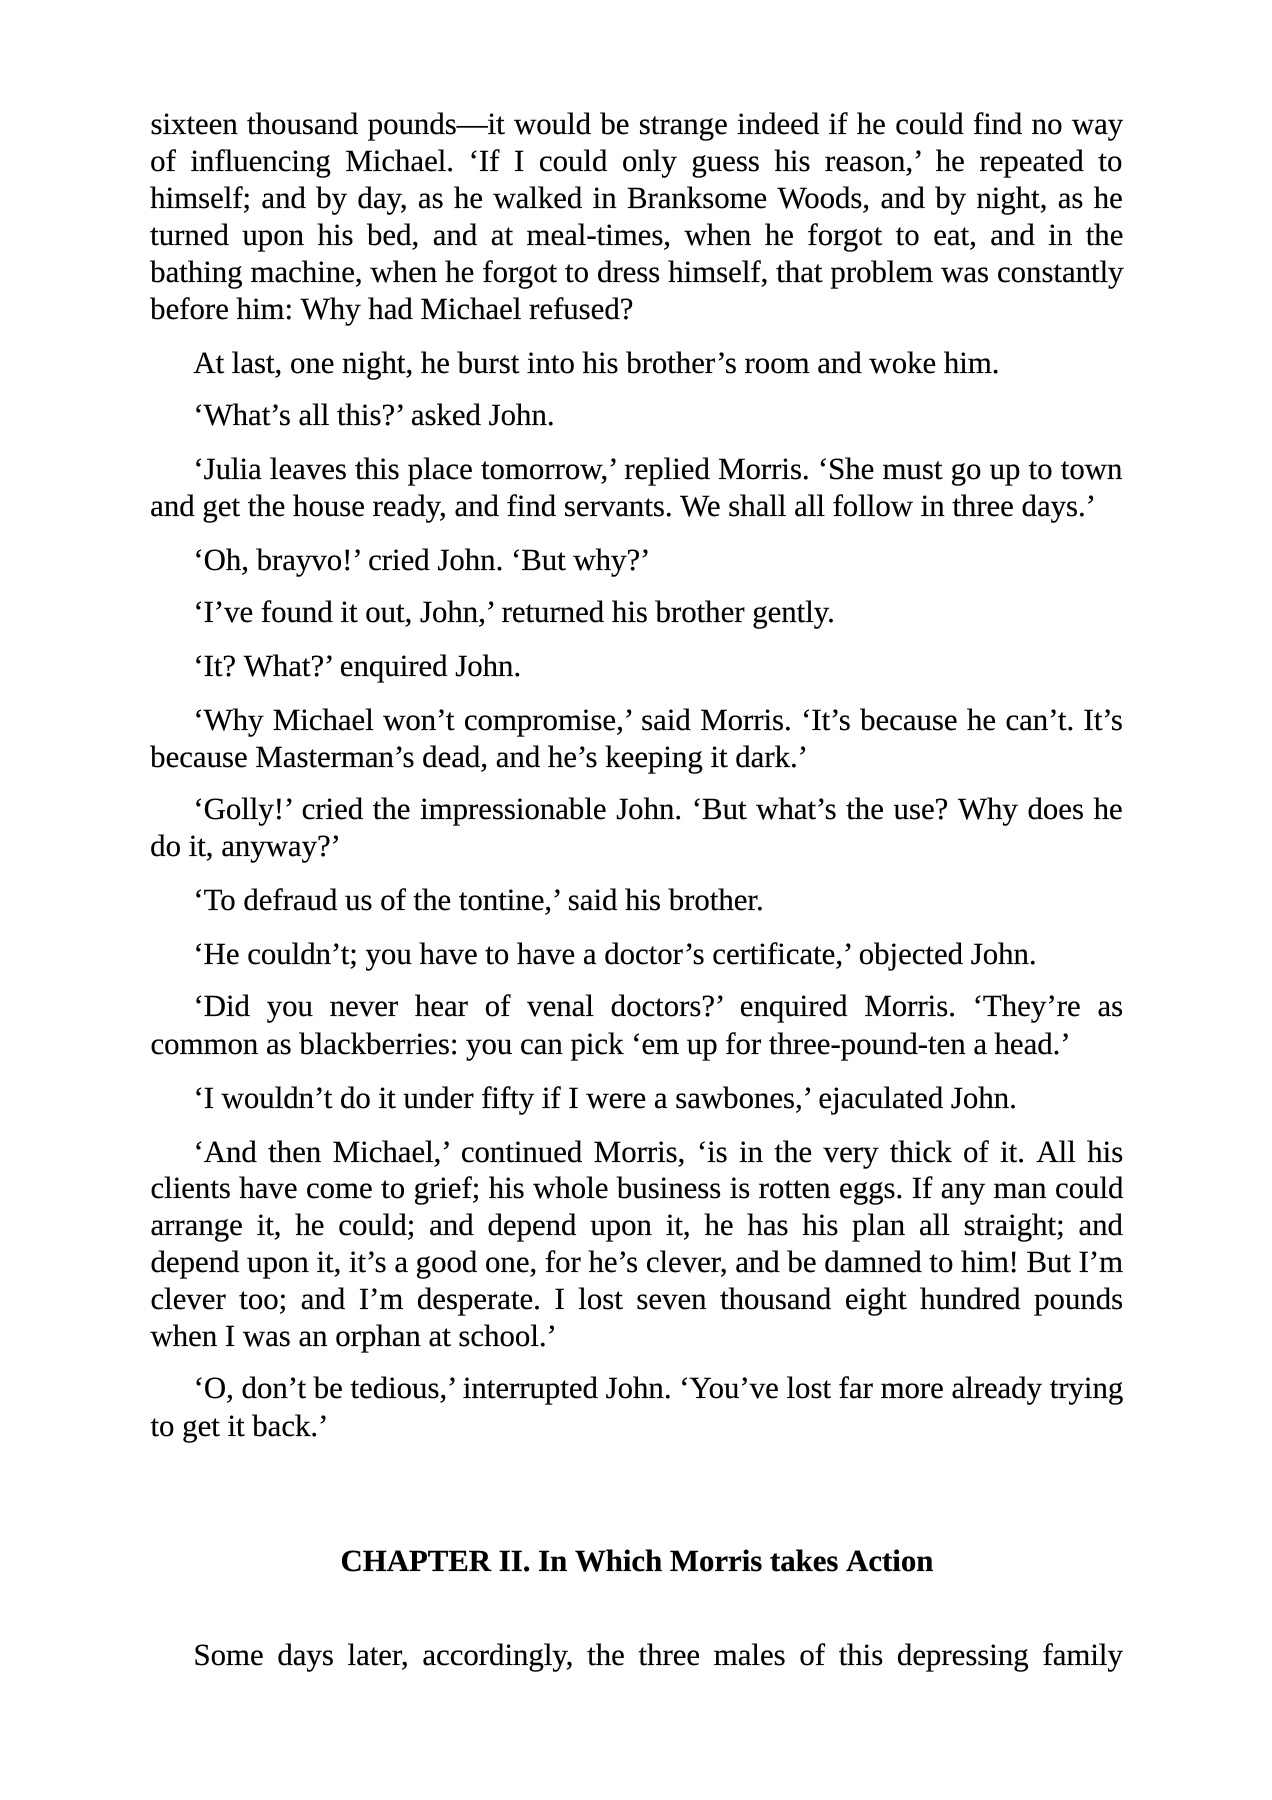 sixteen thousand pounds—it would be strange indeed if he could find no way
of influencing Michael. ‘If I could only guess his reason,’ he repeated to
himself; and by day, as he walked in Branksome Woods, and by night, as he
turned upon his bed, and at meal-times, when he forgot to eat, and in the
bathing machine, when he forgot to dress himself, that problem was constantly
before him: Why had Michael refused?
At last, one night, he burst into his brother’s room and woke him.
‘What’s all this?’ asked John.
‘Julia leaves this place tomorrow,’ replied Morris. ‘She must go up to town
and get the house ready, and find servants. We shall all follow in three days.’
‘Oh, brayvo!’ cried John. ‘But why?’
‘I’ve found it out, John,’ returned his brother gently.
‘It? What?’ enquired John.
‘Why Michael won’t compromise,’ said Morris. ‘It’s because he can’t. It’s
because Masterman’s dead, and he’s keeping it dark.’
‘Golly!’ cried the impressionable John. ‘But what’s the use? Why does he
do it, anyway?’
‘To defraud us of the tontine,’ said his brother.
‘He couldn’t; you have to have a doctor’s certificate,’ objected John.
‘Did you never hear of venal doctors?’ enquired Morris. ‘They’re as
common as blackberries: you can pick ‘em up for three-pound-ten a head.’
‘I wouldn’t do it under fifty if I were a sawbones,’ ejaculated John.
‘And then Michael,’ continued Morris, ‘is in the very thick of it. All his
clients have come to grief; his whole business is rotten eggs. If any man could
arrange it, he could; and depend upon it, he has his plan all straight; and
depend upon it, it’s a good one, for he’s clever, and be damned to him! But I’m
clever too; and I’m desperate. I lost seven thousand eight hundred pounds
when I was an orphan at school.’
‘O, don’t be tedious,’ interrupted John. ‘You’ve lost far more already trying
to get it back.’
CHAPTER II. In Which Morris takes Action
Some days later, accordingly, the three males of this depressing family